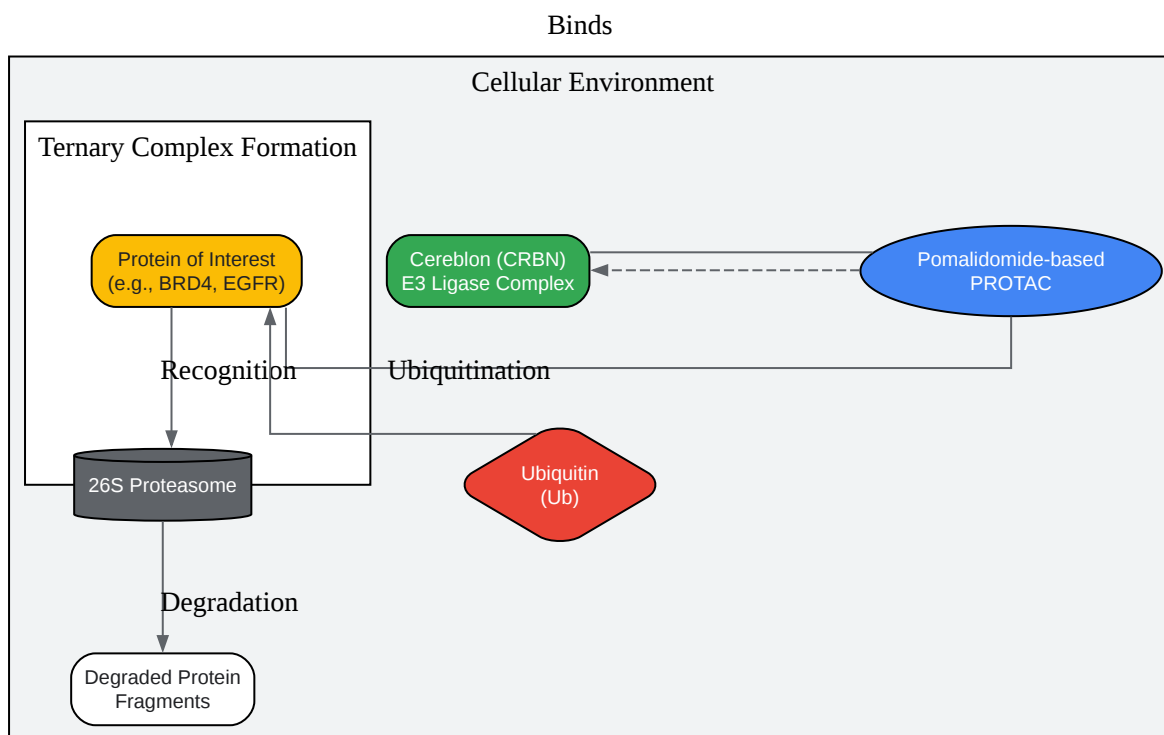 Binds
Cellular Environment
Ternary Complex Formation
Protein of Interest
(e.g., BRD4, EGFR)
Cereblon (CRBN)
E3 Ligase Complex
Pomalidomide-based
PROTAC
Recognition
Ubiquitination
26S Proteasome
Ubiquitin
(Ub)
Degradation
Degraded Protein
Fragments